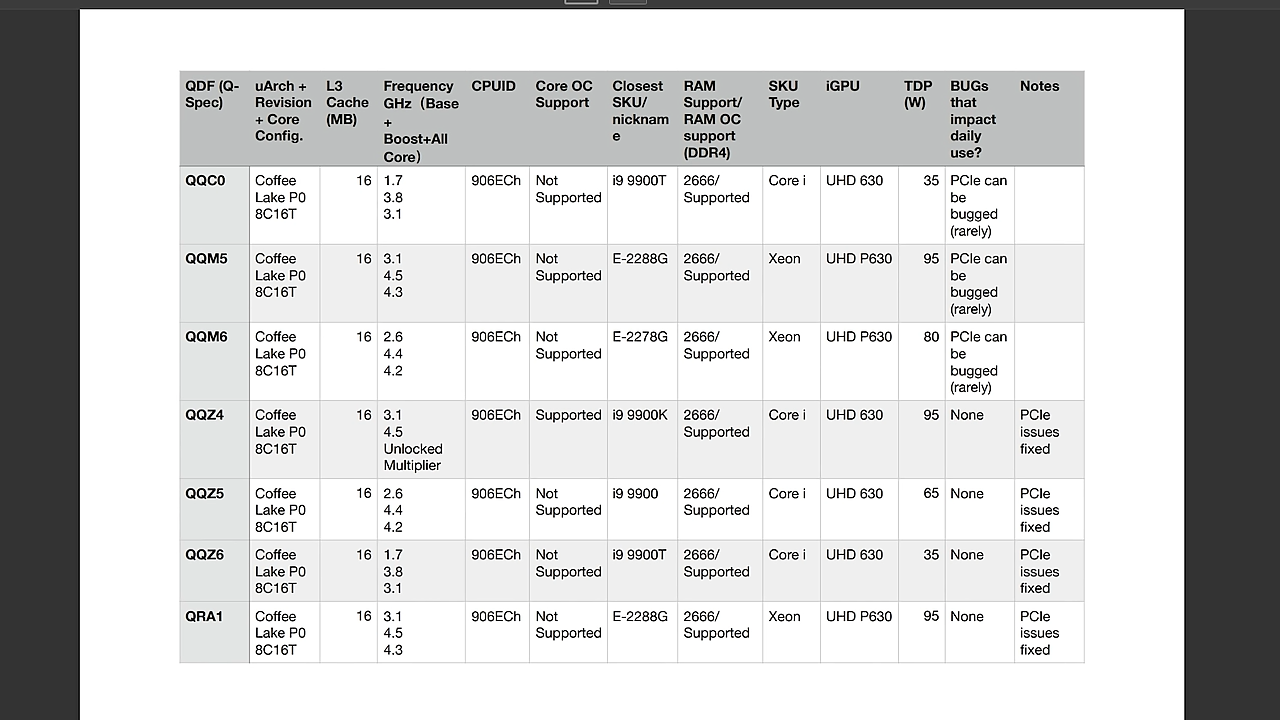 QDF (Q-
Spec)
uArch +
Revision
+ Core
Config.
L3
Cache
(MB)
Frequency
GHz（Base
+
Boost+All
Core）
CPUID
Core OC
Support
Closest
SKU/
nicknam
e
RAM
Support/
RAM OC
support
(DDR4)
SKU
Type
iGPU
TDP
(W)
BUGs
that
impact
daily
use?
Notes
QQC0
Coffee
Lake P0
8C16T
16
1.7
3.8
3.1
906ECh
Not
Supported
i9 9900T
2666/
Supported
Core i
UHD 630
35
PCIe can
be
bugged
(rarely)
QQM5
Coffee
Lake P0
8C16T
16
3.1
4.5
4.3
906ECh
Not
Supported
E-2288G
2666/
Supported
Xeon
UHD P630
95
PCIe can
be
bugged
(rarely)
QQM6
Coffee
Lake P0
8C16T
16
2.6
4.4
4.2
906ECh
Not
Supported
E-2278G
2666/
Supported
Xeon
UHD P630
80
PCIe can
be
bugged
(rarely)
QQZ4
Coffee
Lake P0
8C16T
16
3.1
4.5
Unlocked
Multiplier
906ECh
Supported
i9 9900K
2666/
Supported
Core i
UHD 630
95
None
PCIe
issues
fixed
QQZ5
Coffee
Lake P0
8C16T
16
2.6
4.4
4.2
906ECh
Not
Supported
i9 9900
2666/
Supported
Core i
UHD 630
65
None
PCIe
issues
fixed
QQZ6
Coffee
Lake P0
8C16T
16
1.7
3.8
3.1
906ECh
Not
Supported
i9 9900T
2666/
Supported
Core i
UHD 630
35
None
PCIe
issues
fixed
QRA1
Coffee
Lake P0
8C16T
16
3.1
4.5
4.3
906ECh
Not
Supported
E-2288G
2666/
Supported
Xeon
UHD P630
95
None
PCIe
issues
fixed